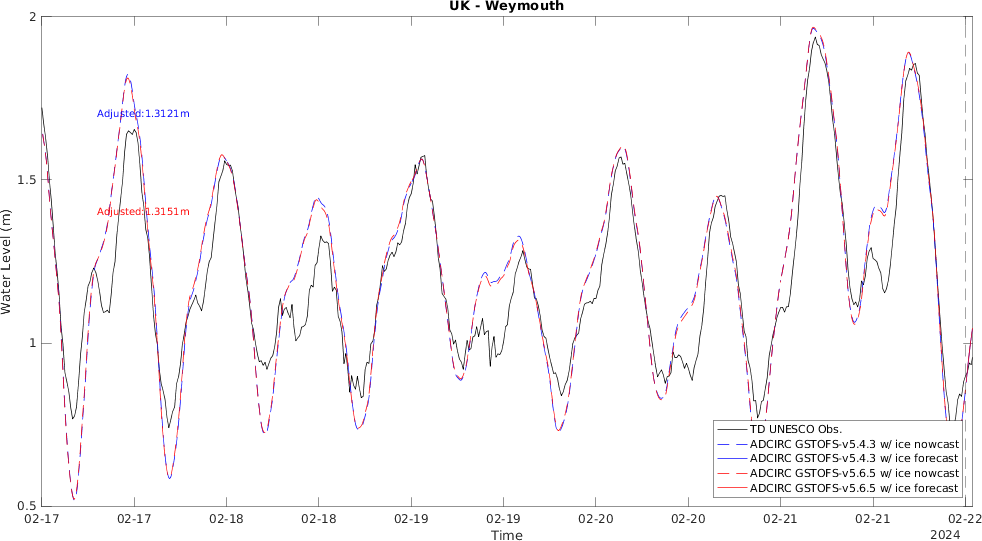 UK - Weymouth
2
1.5
1
0.5
Water Level (m)
Adjusted:1.3121m
Adjusted:1.3151m
TD UNESCO Obs.
ADCIRC GSTOFS-v5.4.3 w/ ice nowcast
ADCIRC GSTOFS-v5.4.3 w/ ice forecast
ADCIRC GSTOFS-v5.6.5 w/ ice nowcast
ADCIRC GSTOFS-v5.6.5 w/ ice forecast
02-17 02-17 02-18 02-18 02-19 02-19 02-20 02-20 02-21 02-21 02-22
Time
2024